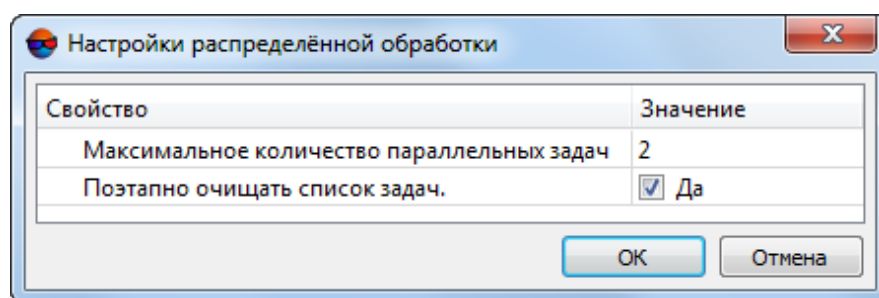 Настройки распределённой обработки
Свойство Значение
Максимальное количество параллельных задач 2
Поэтапно очищать список задач. Да
ОК Отмена